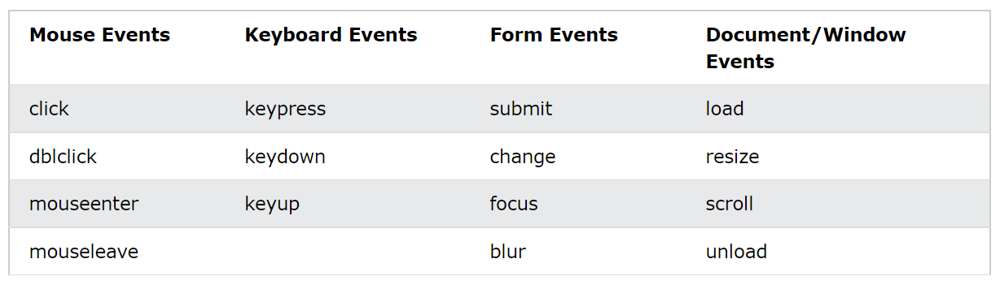 Mouse Events Keyboard Events Form Events Document/Window Events
click keypress submit load
dblclick keydown change resize
mouseenter keyup focus scroll
mouseleave blur unload